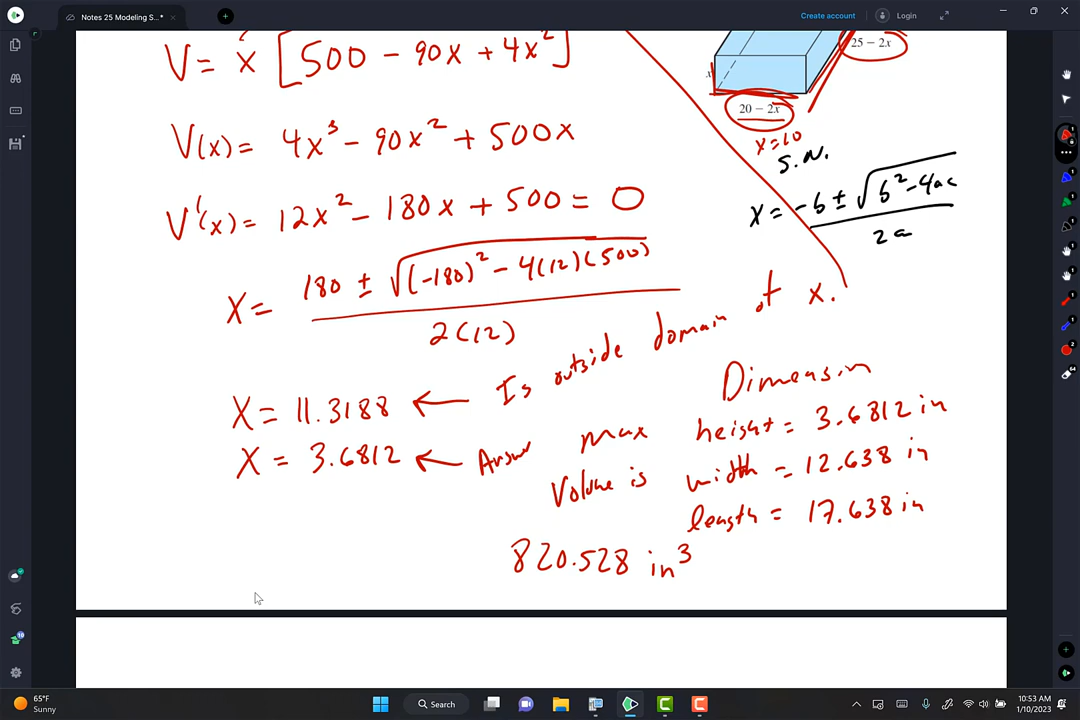 Notes 25 Modeling S...*
Create account
Login
V = x [500 - 90x + 4x²]
25 − 2x
x
20 − 2x
x=10
S.N.
V(x) = 4x³ - 90x² + 500x
V'(x) = 12x² - 180x + 500 = 0
x = -b ± √b²-4ac
2a
X = 180 ± √(-180)² - 4(12)(500)
2(12)
X = 11.3188 ← Is outside domain of x.
X = 3.6812 ← Answer
max
Volume is
820.528 in³
Dimensin
height = 3.6812 in
width = 12.638 in
length = 17.638 in
65°F
Sunny
Search
10:53 AM
1/10/2023